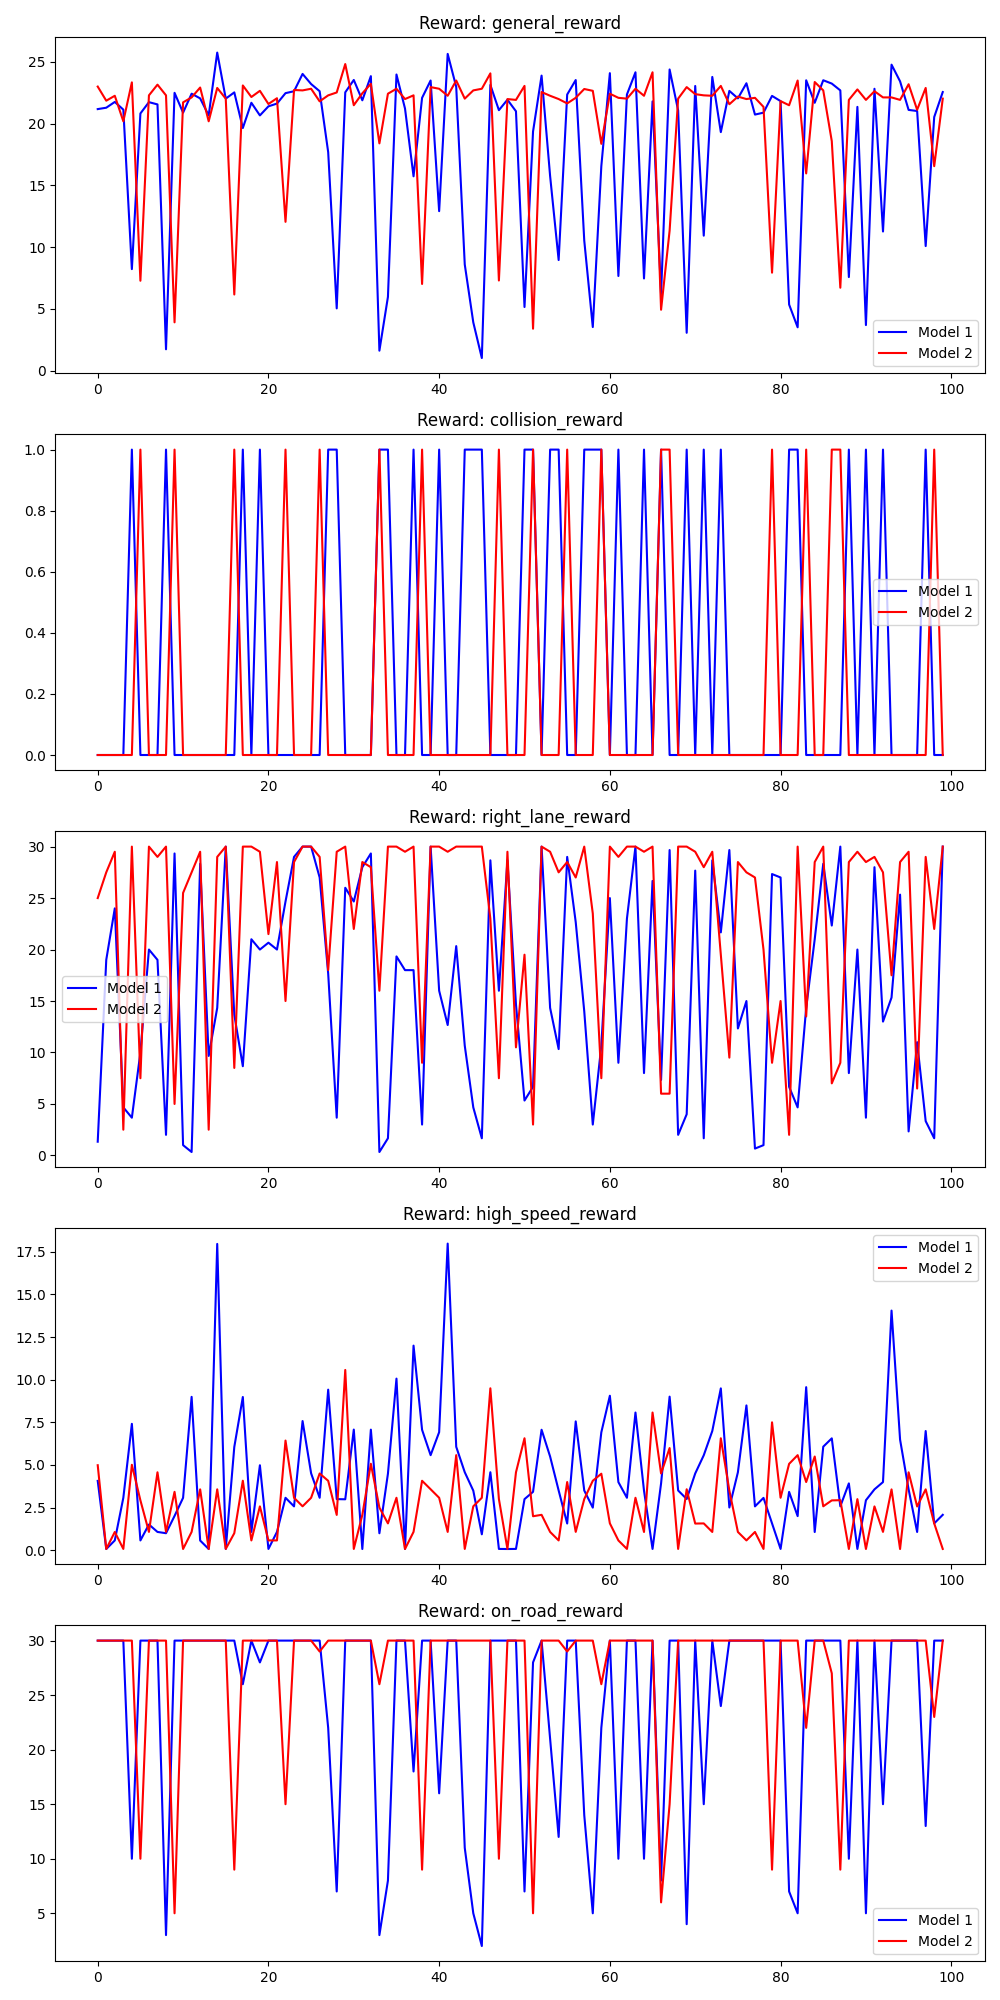 Reward: general_reward
25
20
15
10
5
0
Model 1
Model 2
0 20 40 60 80 100
Reward: collision_reward
1.0
0.8
0.6
0.4
0.2
0.0
Model 1
Model 2
0 20 40 60 80 100
Reward: right_lane_reward
30
25
20
15
10
5
0
Model 1
Model 2
0 20 40 60 80 100
Reward: high_speed_reward
17.5
15.0
12.5
10.0
7.5
5.0
2.5
0.0
Model 1
Model 2
0 20 40 60 80 100
Reward: on_road_reward
30
25
20
15
10
5
Model 1
Model 2
0 20 40 60 80 100